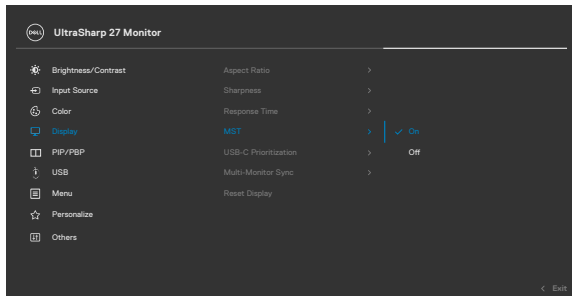 DELL UltraSharp 27 Monitor
Brightness/Contrast Aspect Ratio >
Input Source Sharpness >
Color Response Time >
Display MST > ✓ On
PIP/PBP USB-C Prioritization > Off
USB Multi-Monitor Sync >
Menu Reset Display
Personalize
Others
< Exit